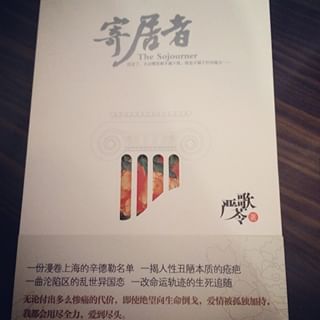 寄居者
The Sojourner
严歌苓
著
一份漫卷上海的辛德勒名单 一揭人性丑陋本质的疮疤
一曲沦陷区的乱世异国恋 一改命运轨迹的生死追随
无论付出多么惨痛的代价，即使绝望向生命倒戈，爱情被孤独加持，
我都会用尽全力，爱到尽头。